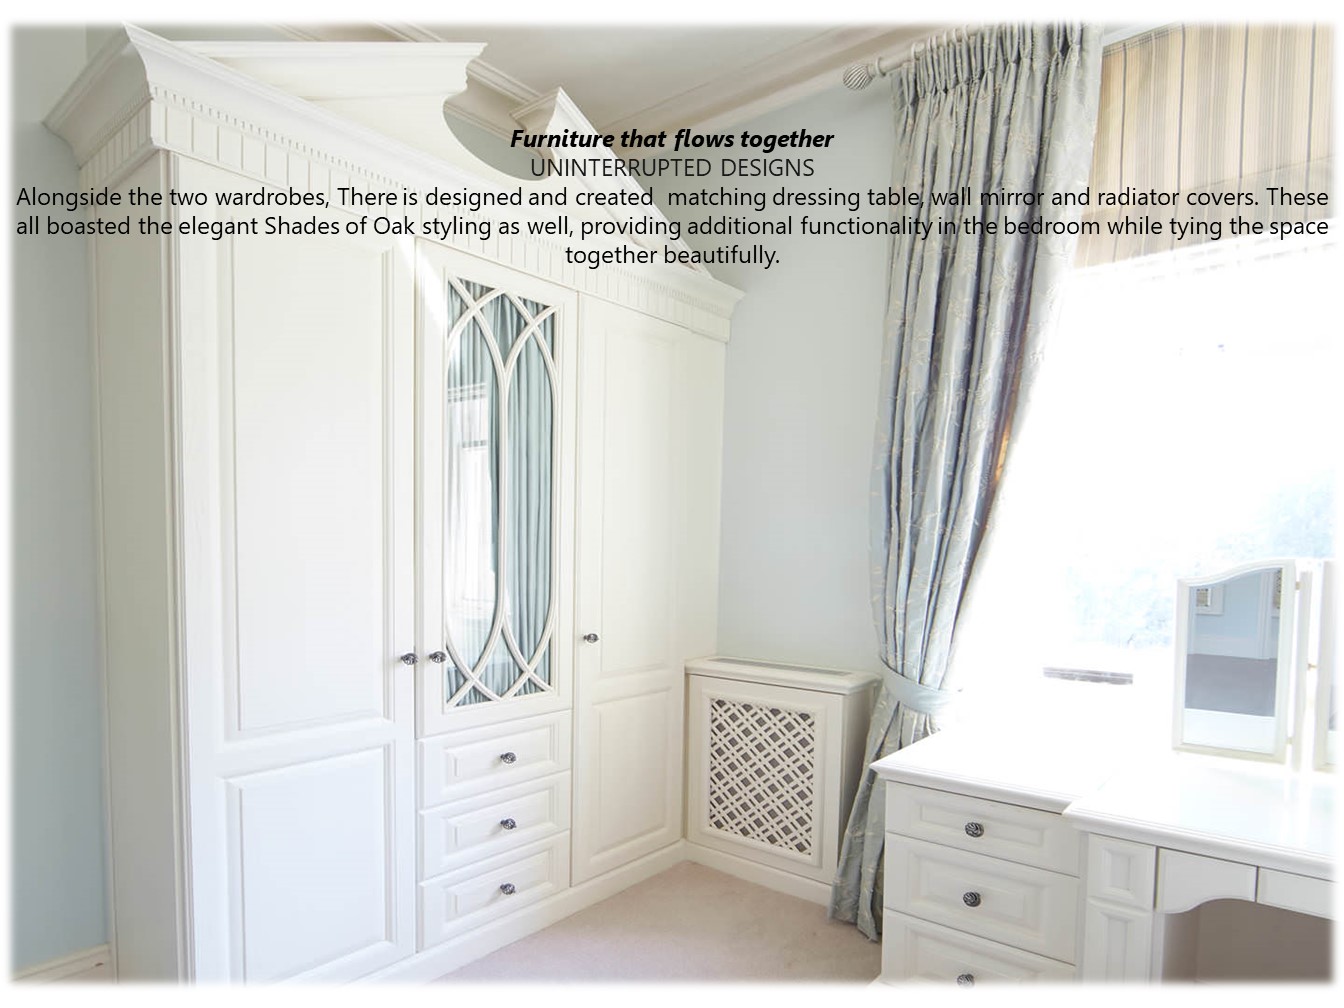 Furniture that flows together
UNINTERRUPTED DESIGNS
Alongside the two wardrobes, There is designed and created  matching dressing table, wall mirror and radiator covers. These
all boasted the elegant Shades of Oak styling as well, providing additional functionality in the bedroom while tying the space
together beautifully.